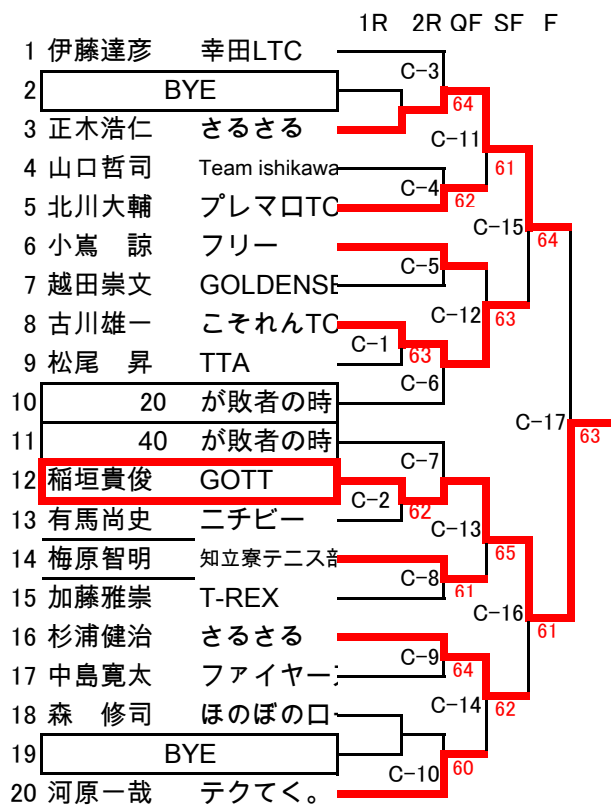 1R 2R QF SF F
1 伊藤達彦 幸田LTC
C-3
2 BYE
64
3 正木浩仁 さるさる
C-11
4 山口哲司 Team ishikawa
61
C-4
5 北川大輔 プレマロTC
62
C-15
64
6 小嶌 諒 フリー
C-5
7 越田崇文 GOLDENSE
C-12
63
8 古川雄一 こそれんTC
C-1
63
9 松尾 昇 TTA
C-6
10 20 が敗者の時
C-17
63
11 40 が敗者の時
C-7
12 稲垣貴俊 GOTT
C-2
62
13 有馬尚史 ニチビー
C-13
65
14 梅原智明 知立寮テニス部
C-8
61
15 加藤雅崇 T-REX
C-16
61
16 杉浦健治 さるさる
C-9
64
17 中島寛太 ファイヤース
C-14
62
18 森 修司 ほのぼのロー
19 BYE
C-10
60
20 河原一哉 テクてく。